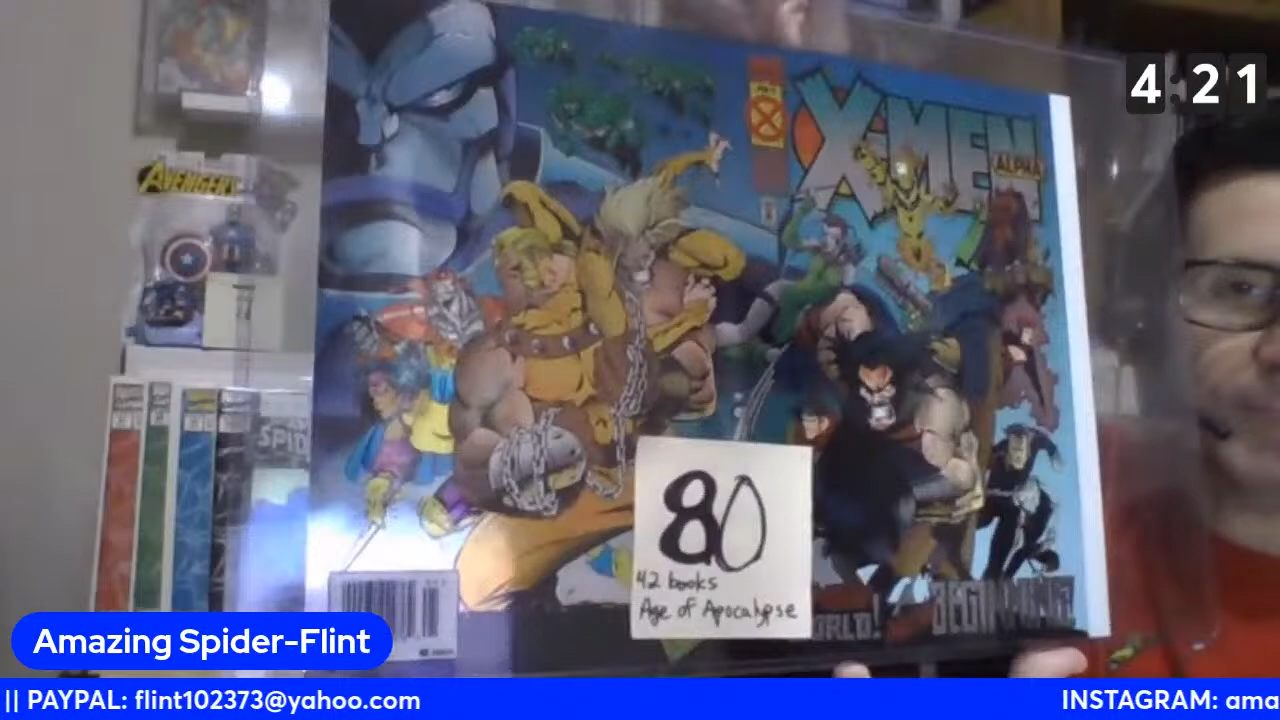 4:21
AVENGERS
X-MEN
ALPHA
80
42 books
Age of Apocalypse
Amazing Spider-Flint
|| PAYPAL: flint102373@yahoo.com
INSTAGRAM: ama